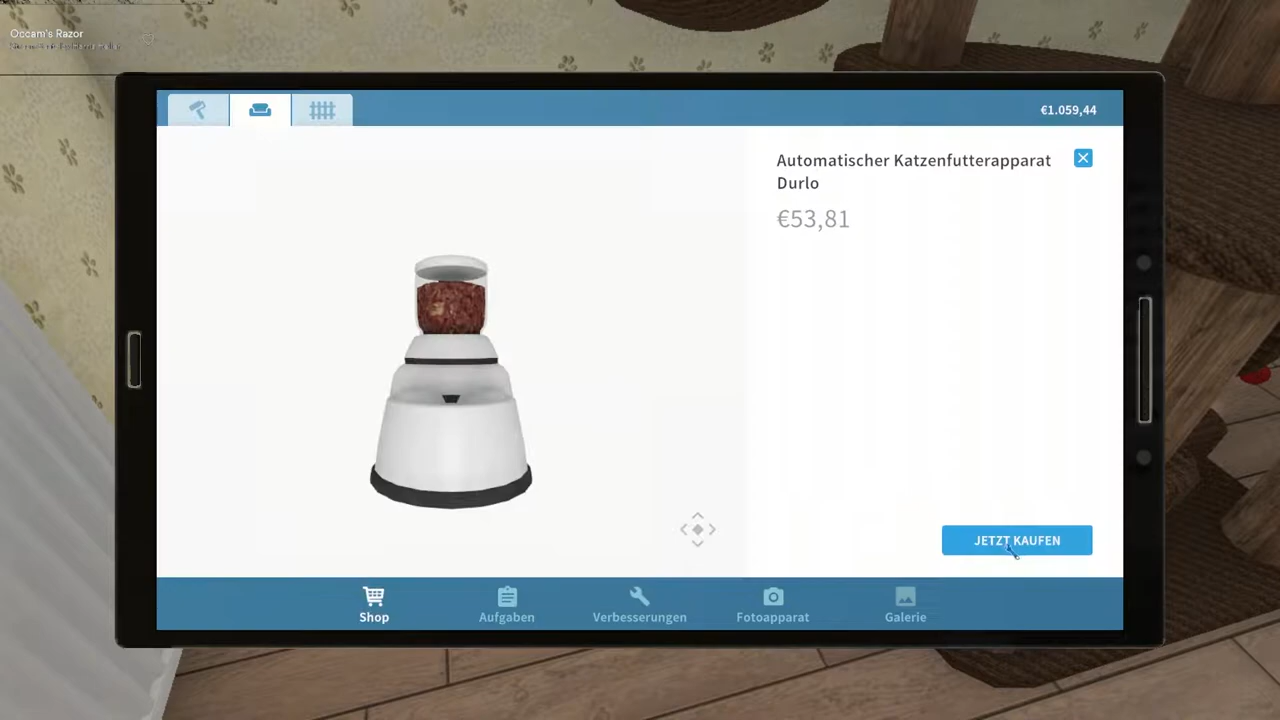 Occam's Razor
€1.059,44
Automatischer Katzenfutterapparat
Durlo
€53,81
JETZT KAUFEN
Shop
Aufgaben
Verbesserungen
Fotoapparat
Galerie